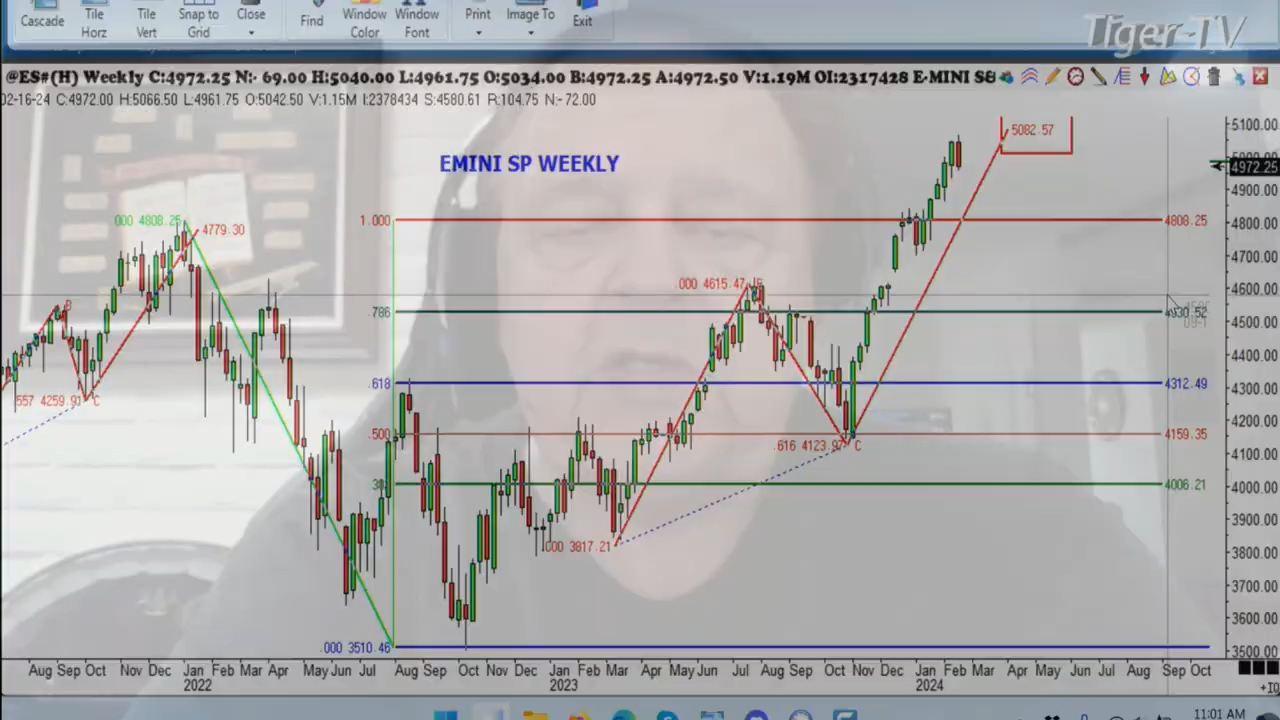 Cascade
Tile Horz
Tile Vert
Snap to Grid
Close
Find
Window Color
Window Font
Print
Image To
Exit
Tiger-TV
@ES#(H) Weekly C:4972.25 N:- 69.00 H:5040.00 L:4961.75 O:5034.00 B:4972.25 A:4972.50 V:1.19M OI:2317428 E-MINI S&
02-16-24 C:4972.00 H:5066.50 L:4961.75 O:5042.50 V:1.15M I:2378434 S:4580.61 R:104.75 N:-72.00
EMINI SP WEEKLY
5082.57
5100.00
5000.00
4972.25
4900.00
4800.00
4700.00
4600.00
4500.00
4400.00
4300.00
4200.00
4100.00
4000.00
3900.00
3800.00
3700.00
3600.00
3500.00
000 4808.25
4779.30
1.000
4808.25
000 4615.47 B
.786
4530.52
B
.618
4312.49
557 4259.91 C
.500
4159.35
.616 4123.97 C
4006.21
000 3817.21
.000 3510.46
Aug Sep Oct Nov Dec Jan Feb Mar Apr May Jun Jul Aug Sep Oct Nov Dec Jan Feb Mar Apr May Jun Jul Aug Sep Oct Nov Dec Jan Feb Mar Apr May Jun Jul Aug Sep Oct
2022 2023 2024
11:01 AM